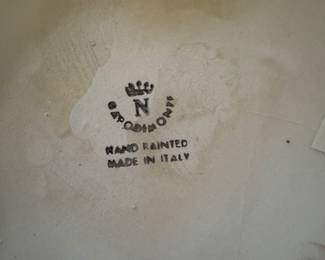 N
CAPODIMONTE
HAND PAINTED
MADE IN ITALY